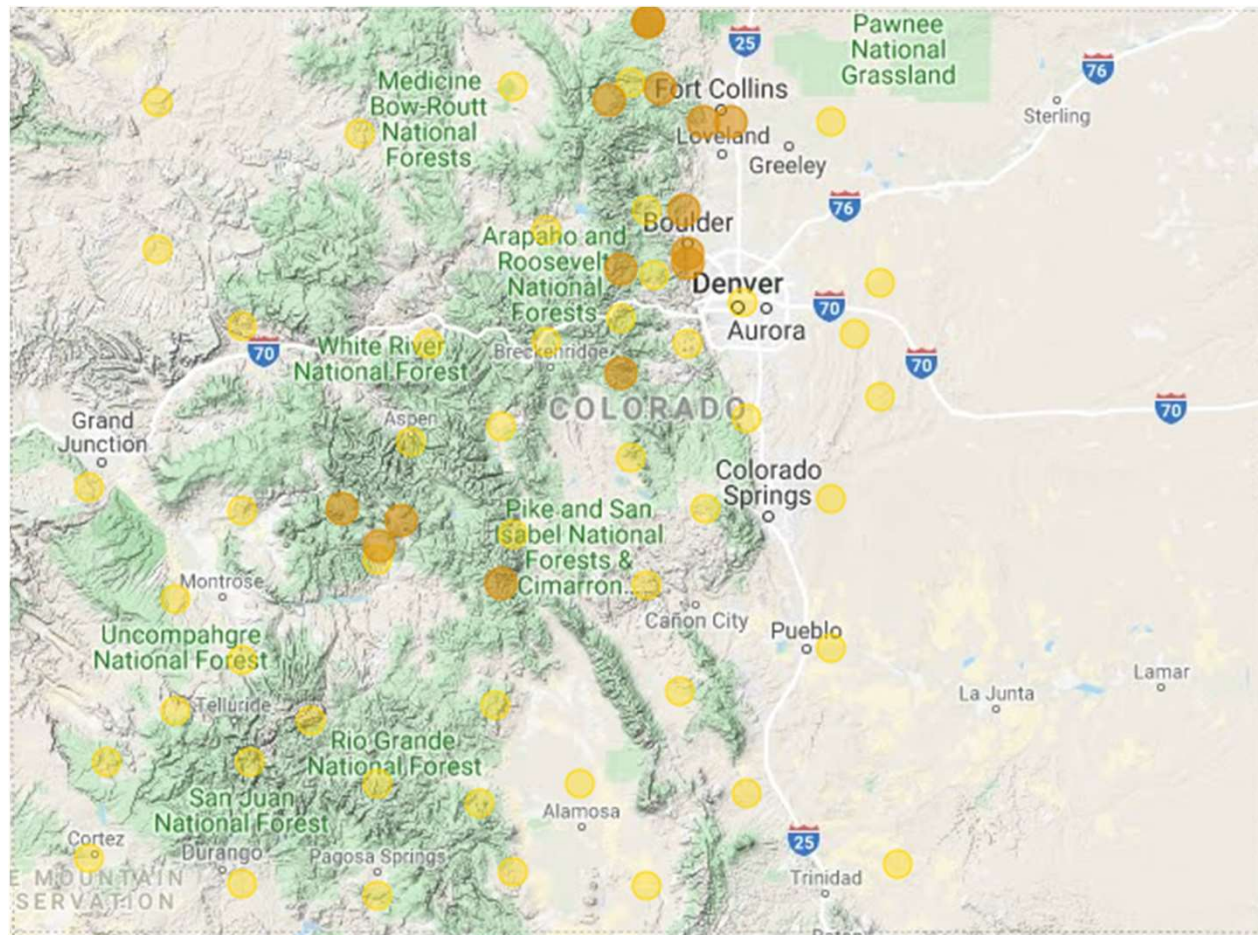 Pawnee
National
Grassland
25
76
Medicine
Bow-Routt
National
Forests
Fort Collins
Sterling
Loveland
Greeley
76
Boulder
Arapaho and
Roosevelt
National
Forests
Denver
70
Aurora
70
White River
National Forest
Breckenridge
70
COLORADO
70
Aspen
Grand
Junction
Colorado
Springs
Pike and San
Isabel National
Forests &
Cimarron...
Montrose
Cañon City
Pueblo
Uncompahgre
National Forest
Lamar
La Junta
Telluride
Rio Grande
National Forest
San Juan
National Forest
Alamosa
25
Cortez
Durango
Pagosa Springs
E MOUNTAIN
SERVATION
Trinidad